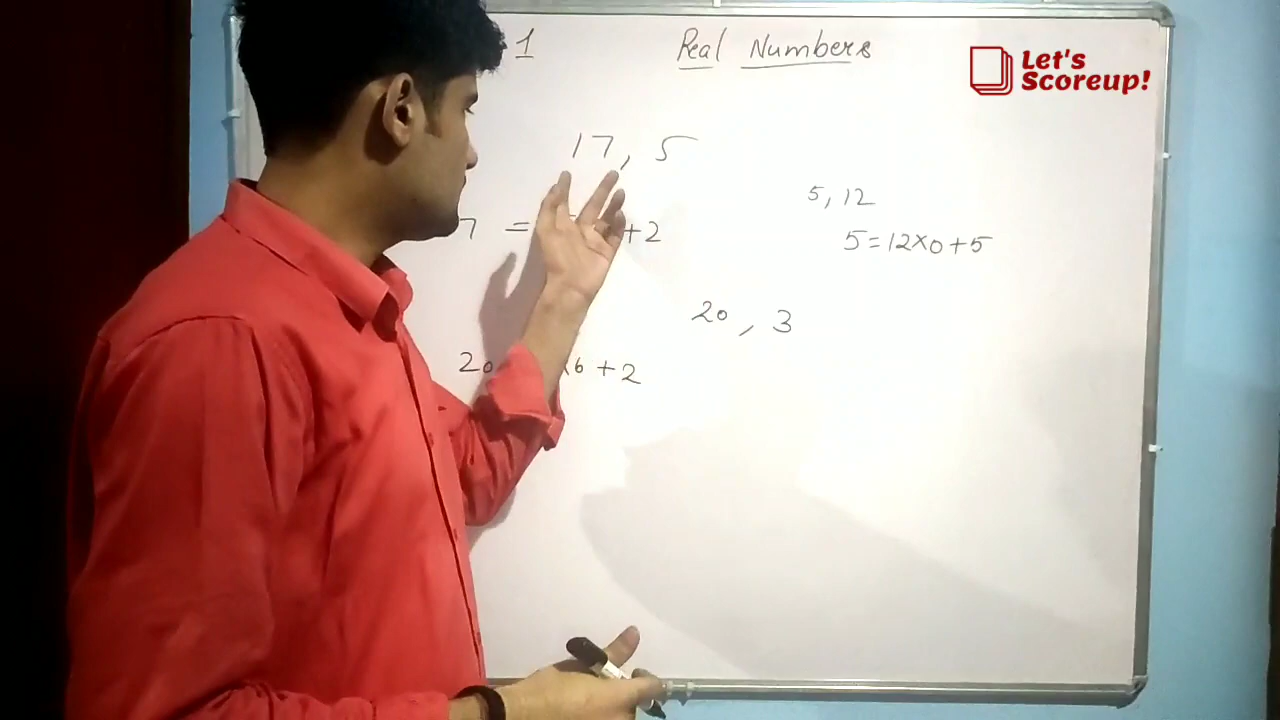 1 Real Numbers
Let's
Scoreup!
17, 5
5, 12
7 = +2
5=12×0+5
20, 3
20 ×6 +2